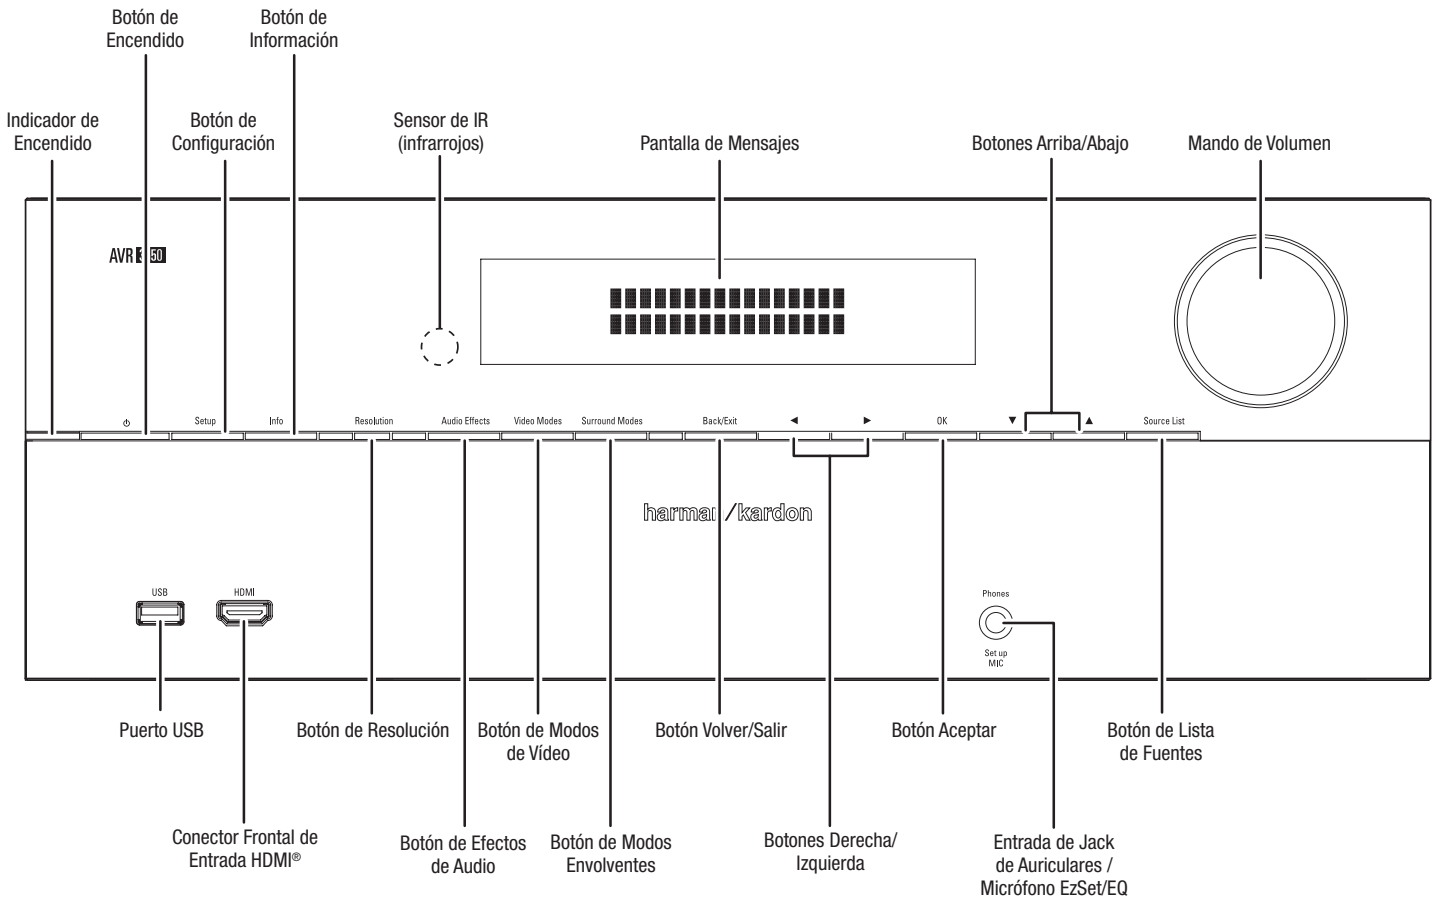 Botón de
Encendido
Botón de
Información
Indicador de
Encendido
Botón de
Configuración
Sensor de IR
(infrarrojos)
Pantalla de Mensajes
Botones Arriba/Abajo
Mando de Volumen
AVR
Setup
Info
Resolution
Audio Effects
Video Modes
Surround Modes
Back/Exit
OK
Source List
harman/kardon
USB
HDMI
Phones
Set up
MIC
Puerto USB
Botón de Resolución
Botón de Modos
de Vídeo
Botón Volver/Salir
Botón Aceptar
Botón de Lista
de Fuentes
Conector Frontal de
Entrada HDMI®
Botón de Efectos
de Audio
Botón de Modos
Envolventes
Botones Derecha/
Izquierda
Entrada de Jack
de Auriculares /
Micrófono EzSet/EQ